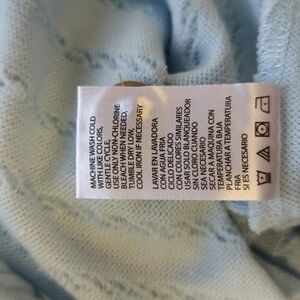 MACHINE WASH COLD
WITH LIKE COLORS,
GENTLE CYCLE,
USE ONLY NON-CHLORINE
BLEACH WHEN NEEDED,
TUMBLE DRY LOW,
COOL IRON IF NECESSARY
LAVAR EN LAVADORA
CON AGUA FRIA
CICLO DELICADO
CON COLORES SIMILARES
USAR SOLO BLANQUEADOR
SIN CLORO CUANDO
SEA NECESARIO
SECAR A MAQUINA CON
TEMPERATURA BAJA
PLANCHAR A TEMPERATURA
FRIA
SI ES NECESARIO